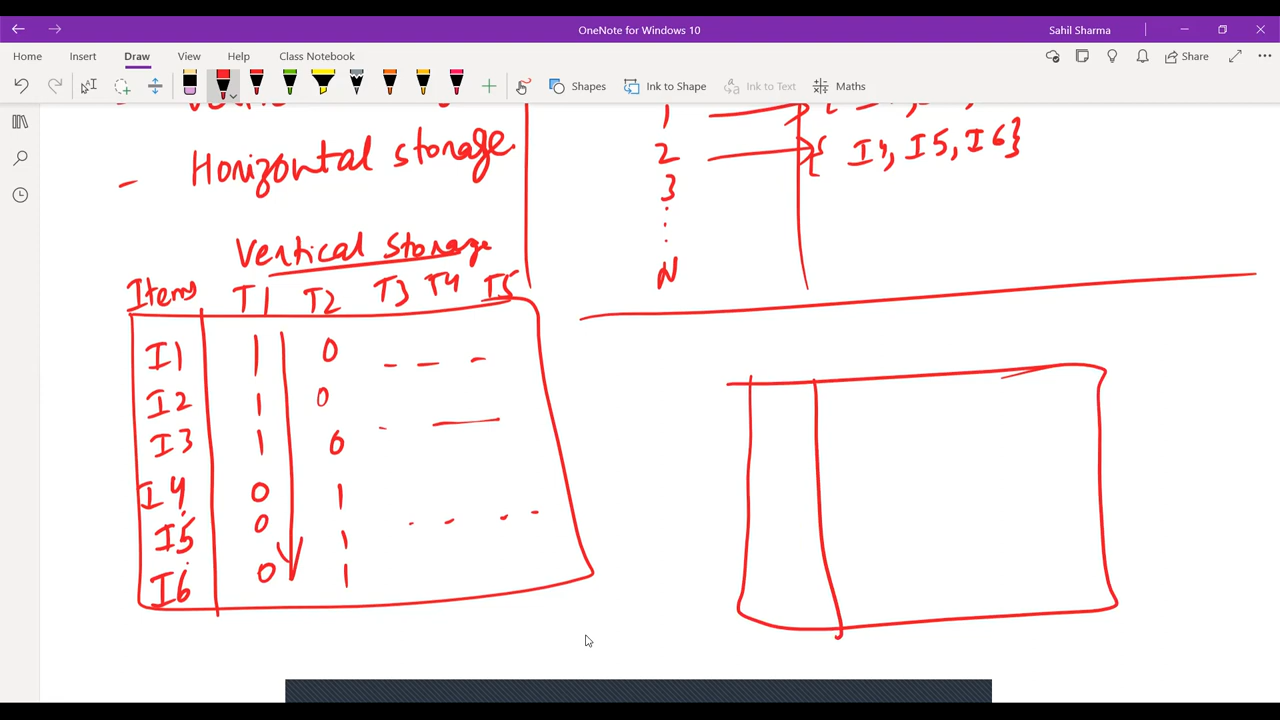 OneNote for Windows 10
Sahil Sharma
Home Insert Draw View Help Class Notebook
Share
Shapes
Ink to Shape
Ink to Text
Maths
- Horizontal storage
Vertical Storage
Items T1 T2 T3 T4 I5
I1 1 0 - - -
I2 1 0
I3 1 0
I4 0 1
I5 0 1
I6 0 1
1
2 { I4, I5, I6}
3
N